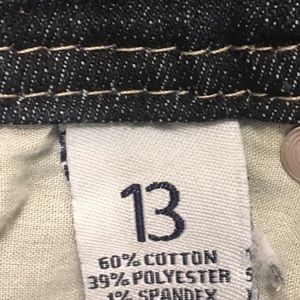 13
60% COTTON
39% POLYESTER
1% SPANDEX